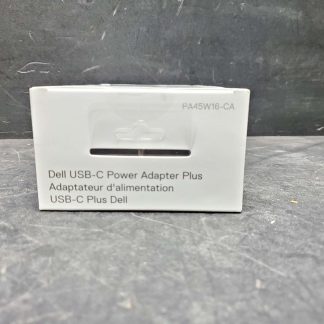 PA45W16-CA
Dell USB-C Power Adapter Plus
Adaptateur d'alimentation
USB-C Plus Dell